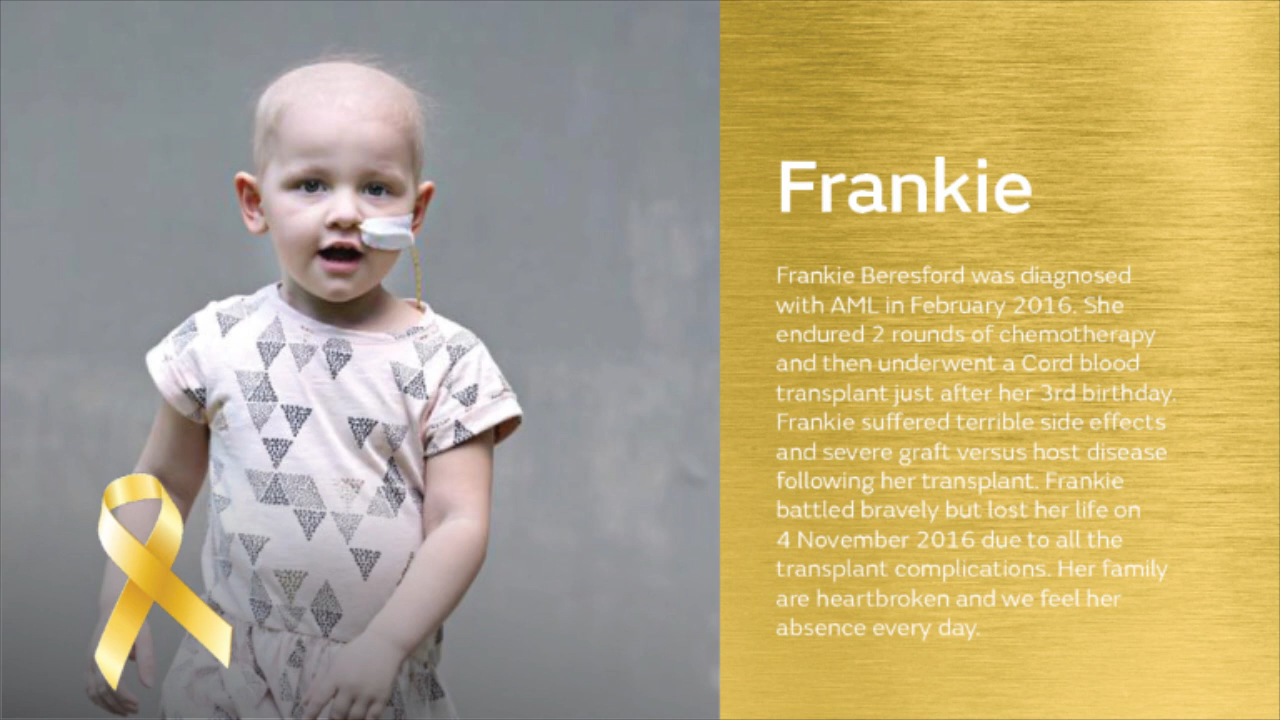 Frankie
Frankie Beresford was diagnosed
with AML in February 2016. She
endured 2 rounds of chemotherapy
and then underwent a Cord blood
transplant just after her 3rd birthday.
Frankie suffered terrible side effects
and severe graft versus host disease
following her transplant. Frankie
battled bravely but lost her life on
4 November 2016 due to all the
transplant complications. Her family
are heartbroken and we feel her
absence every day.